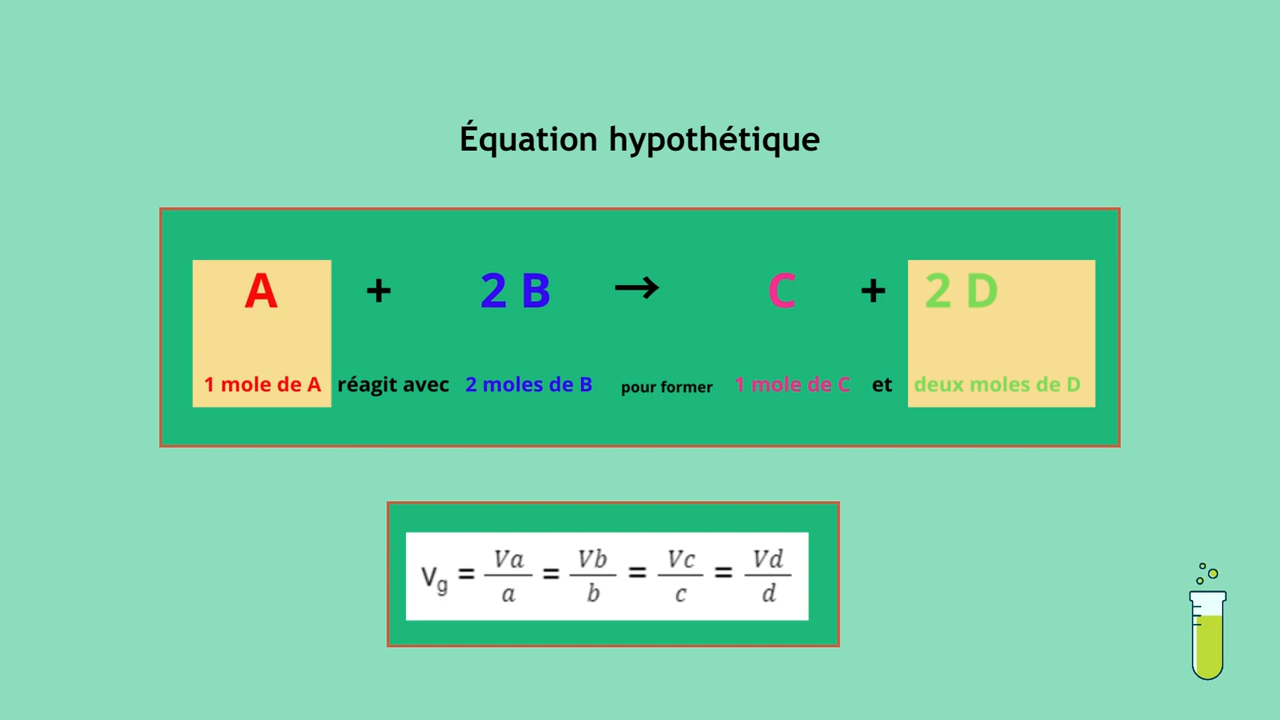 Équation hypothétique
A + 2 B → C + 2 D
1 mole de A réagit avec 2 moles de B pour former 1 mole de C et deux moles de D
Vg = Va/a = Vb/b = Vc/c = Vd/d